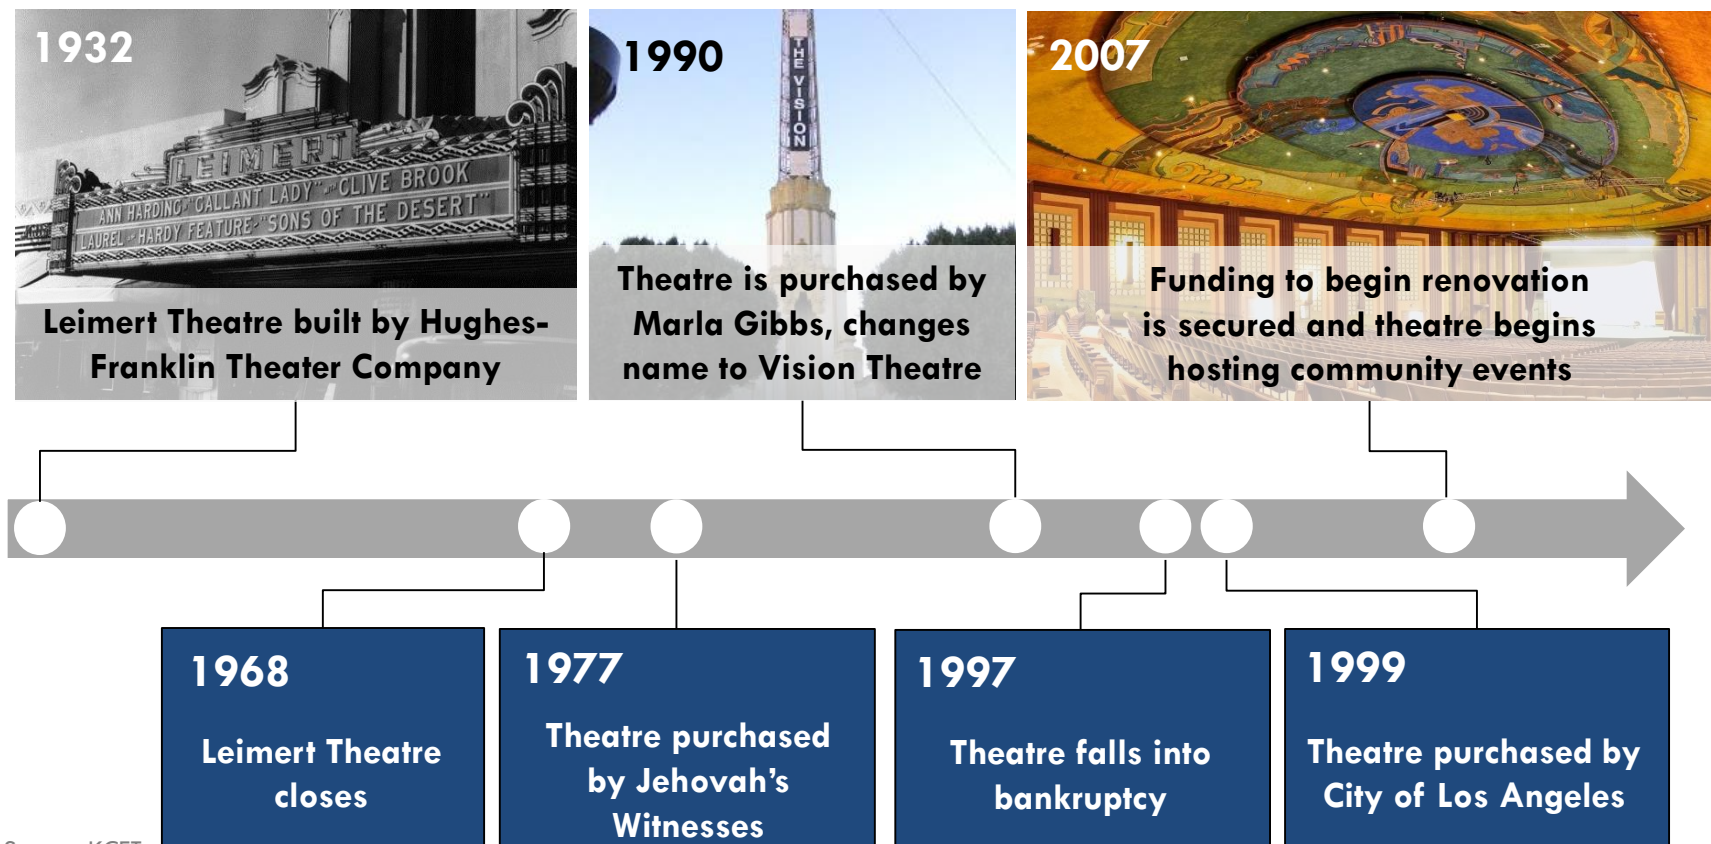 1932
LEIMERT
ANN HARDING-"GALLANT LADY" AND CLIVE BROOK
LAUREL AND HARDY FEATURE-"SONS OF THE DESERT"
Leimert Theatre built by Hughes-
Franklin Theater Company
1990
THE VISION
Theatre is purchased by
Marla Gibbs, changes
name to Vision Theatre
2007
Funding to begin renovation
is secured and theatre begins
hosting community events
1968
Leimert Theatre
closes
1977
Theatre purchased
by Jehovah's
Witnesses
1997
Theatre falls into
bankruptcy
1999
Theatre purchased by
City of Los Angeles